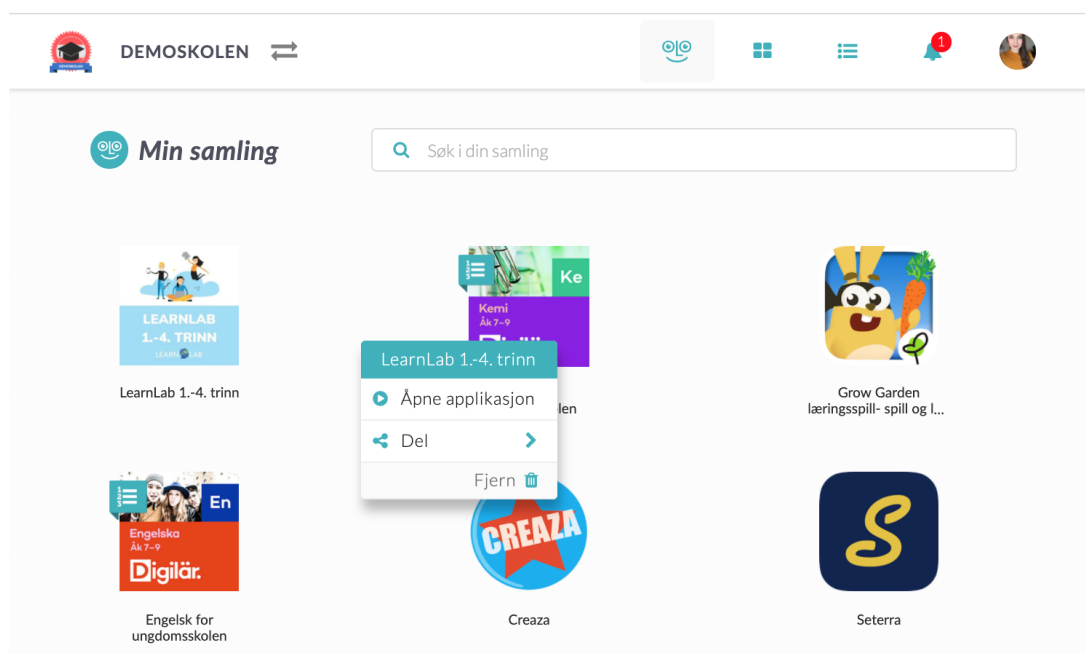 DEMOSKOLEN
1
Min samling
Søk i din samling
LEARNLAB
1.-4. TRINN
LEARN LAB
LearnLab 1.-4. trinn
Ke
Kemi
Åk 7-9
LearnLab 1.-4. trinn
Åpne applikasjon
Del
Fjern
len
Grow Garden
læringsspill- spill og l...
En
Engelska
Åk 7-9
Digilär.
Engelsk for
ungdomsskolen
CREAZA
Creaza
S
Seterra